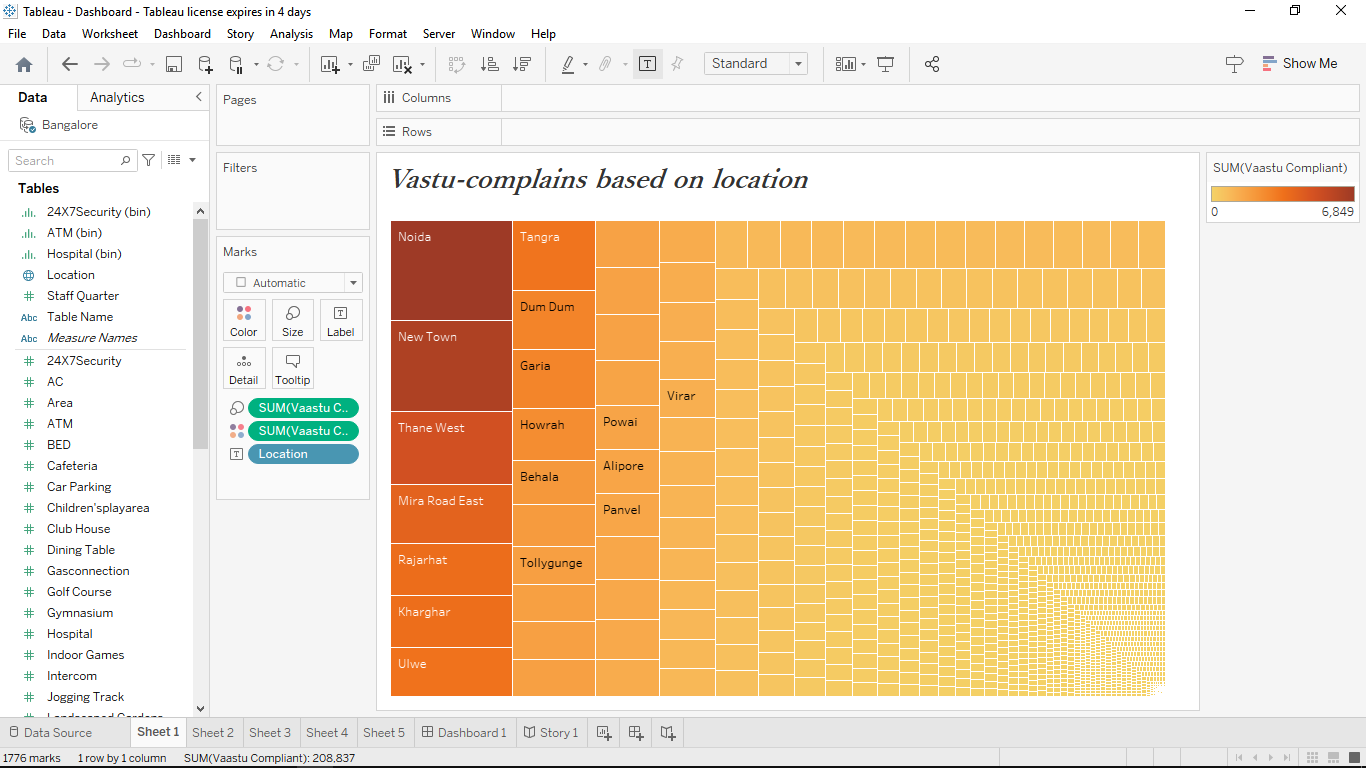 Tableau - Dashboard - Tableau license expires in 4 days
File Data Worksheet Dashboard Story Analysis Map Format Server Window Help
Standard
Show Me
Data Analytics
Bangalore
Search
Tables
24X7Security (bin)
ATM (bin)
Hospital (bin)
Location
Staff Quarter
Abc Table Name
Abc Measure Names
24X7Security
AC
Area
ATM
BED
Cafeteria
Car Parking
Children'splayarea
Club House
Dining Table
Gasconnection
Golf Course
Gymnasium
Hospital
Indoor Games
Intercom
Jogging Track
Pages
Filters
Marks
Automatic
Color Size Label
Detail Tooltip
SUM(Vaastu C..
SUM(Vaastu C..
Location
Columns
Rows
Vastu-complains based on location
Noida
New Town
Thane West
Mira Road East
Rajarhat
Kharghar
Ulwe
Tangra
Dum Dum
Garia
Howrah
Behala
Tollygunge
Powai
Alipore
Panvel
Virar
SUM(Vaastu Compliant)
0 6,849
Data Source Sheet 1 Sheet 2 Sheet 3 Sheet 4 Sheet 5 Dashboard 1 Story 1
1776 marks 1 row by 1 column SUM(Vaastu Compliant): 208,837